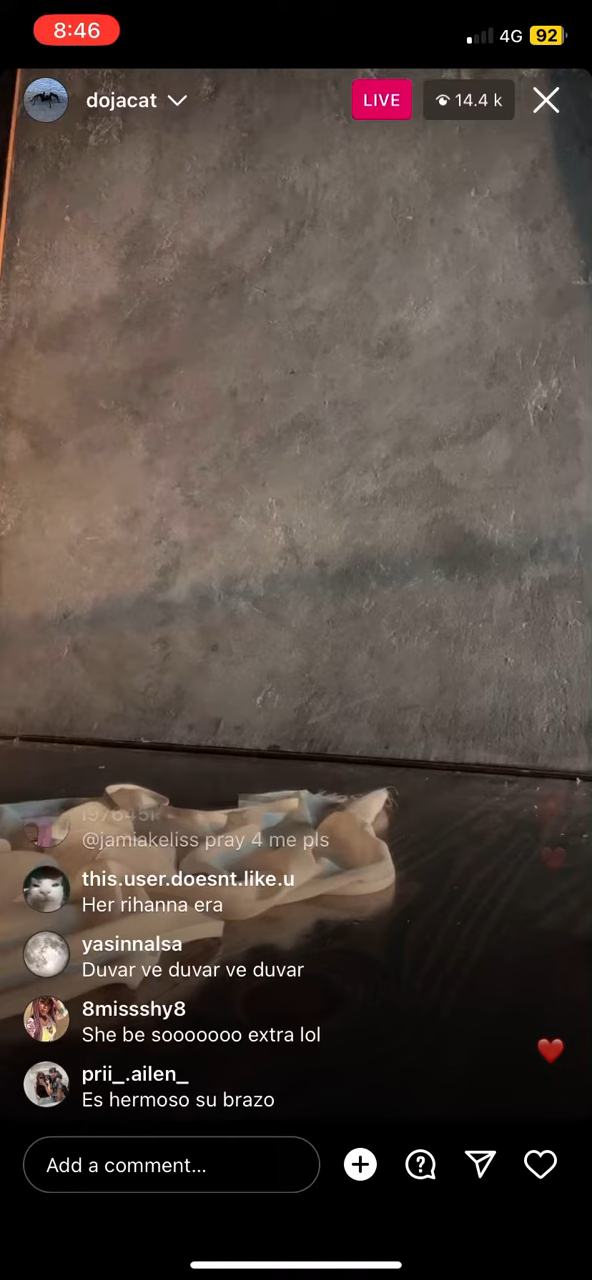 8:46
4G 92
dojacat
LIVE
14.4 k
197645k
@jamiakeliss pray 4 me pls
this.user.doesnt.like.u
Her rihanna era
yasinnalsa
Duvar ve duvar ve duvar
8missshy8
She be sooooooo extra lol
prii_.ailen_
Es hermoso su brazo
Add a comment...